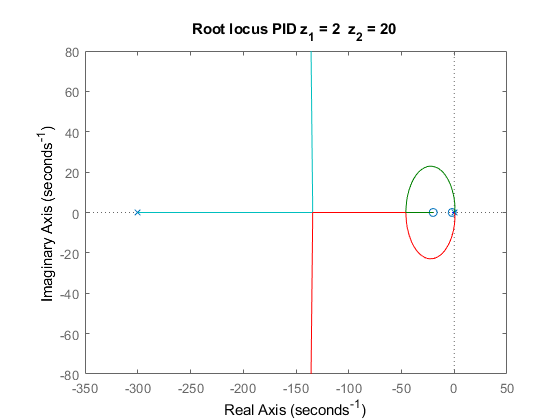 Root locus PID z1 = 2 z2 = 20
80
60
40
20
0
-20
-40
-60
-80
Imaginary Axis (seconds-1)
-350 -300 -250 -200 -150 -100 -50 0 50
Real Axis (seconds-1)